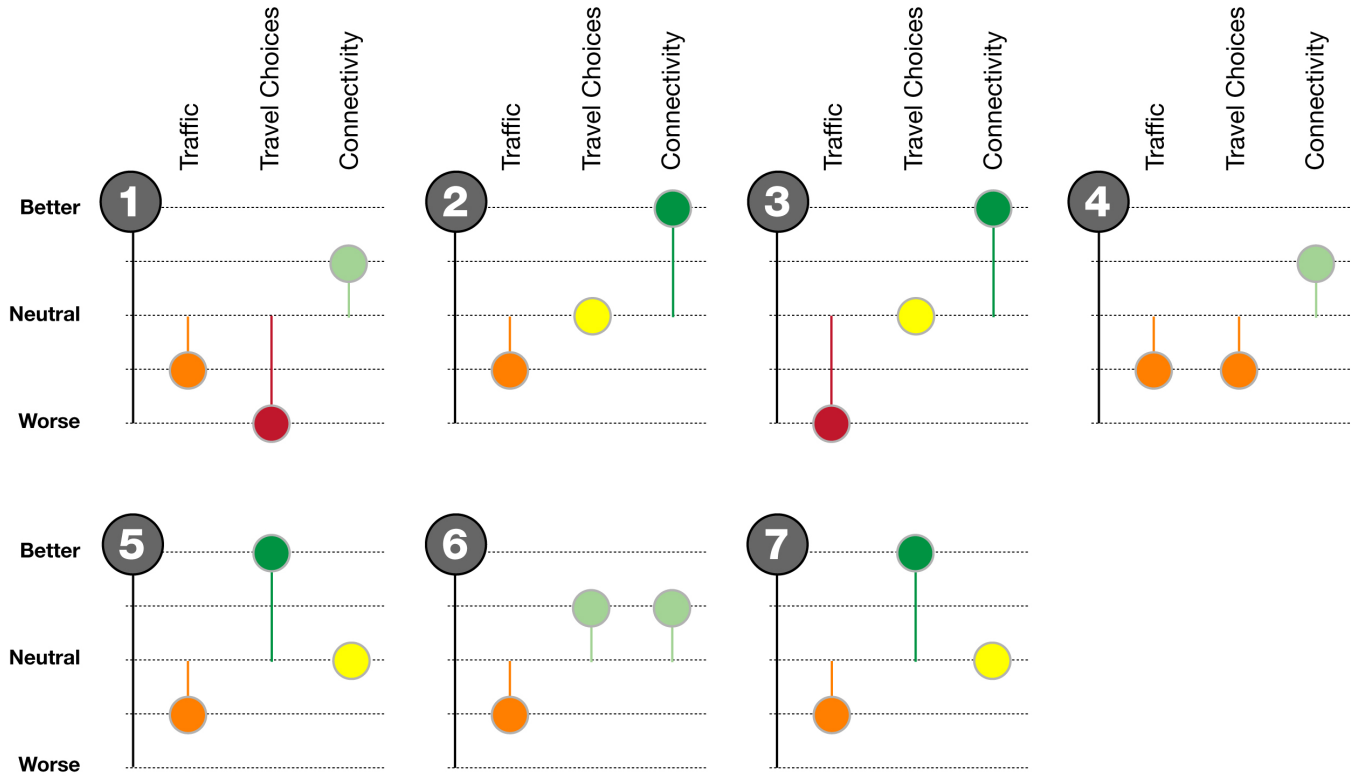 Traffic
Travel Choices
Connectivity
Traffic
Travel Choices
Connectivity
Traffic
Travel Choices
Connectivity
Traffic
Travel Choices
Connectivity
1
2
3
4
Better
Neutral
Worse
5
6
7
Better
Neutral
Worse